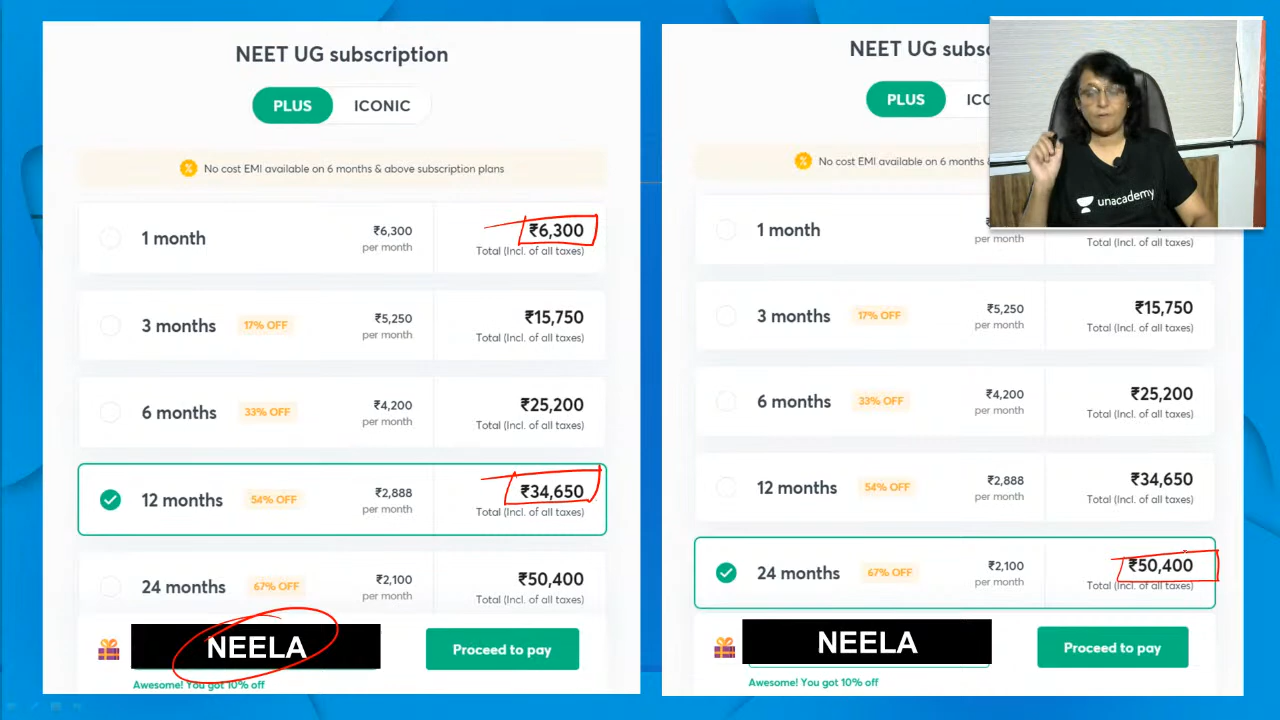 NEET UG subscription
PLUS
ICONIC
No cost EMI available on 6 months & above subscription plans
1 month
₹6,300
per month
₹6,300
Total (Incl. of all taxes)
3 months
17% OFF
₹5,250
per month
₹15,750
Total (Incl. of all taxes)
6 months
33% OFF
₹4,200
per month
₹25,200
Total (Incl. of all taxes)
12 months
54% OFF
₹2,888
per month
₹34,650
Total (Incl. of all taxes)
24 months
67% OFF
₹2,100
per month
₹50,400
Total (Incl. of all taxes)
NEELA
Proceed to pay
Awesome! You got 10% off
NEET UG
PLUS
No cost EMI available on 6 months
1 month
per month
3 months
17% OFF
₹5,250
per month
₹15,750
Total (Incl. of all taxes)
6 months
33% OFF
₹4,200
per month
₹25,200
Total (Incl. of all taxes)
12 months
54% OFF
₹2,888
per month
₹34,650
Total (Incl. of all taxes)
24 months
67% OFF
₹2,100
per month
₹50,400
Total (Incl. of all taxes)
NEELA
Proceed to pay
Awesome! You got 10% off
unacademy